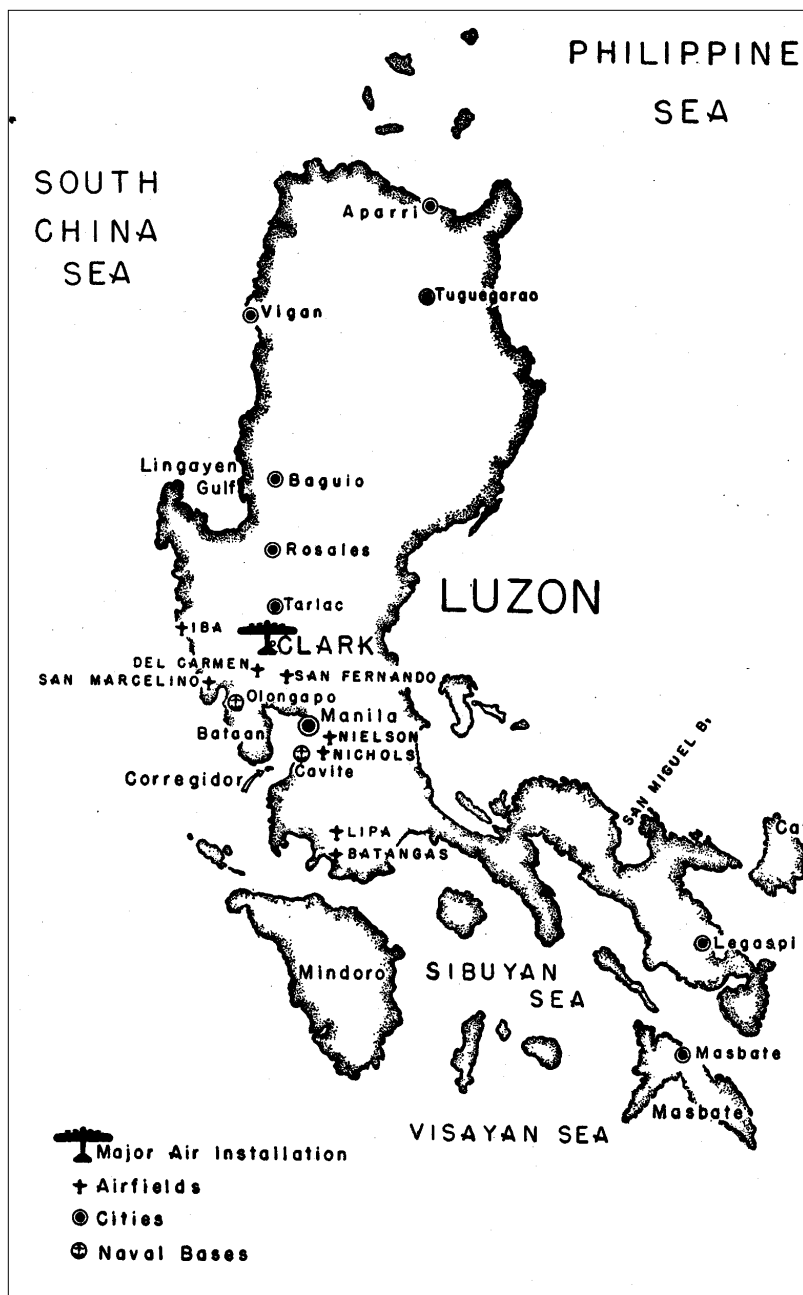 PHILIPPINE
SEA
SOUTH
CHINA
SEA
Aparri
Tuguegarao
Vigan
Lingayen
Gulf
Baguio
Rosales
LUZON
Tarlac
IBA
CLARK
DEL CARMEN
SAN MARCELINO
SAN FERNANDO
Olongapo
Manila
Bataan
NIELSON
NICHOLS
Cavite
Corregidor
SAN MIGUEL B.
LIPA
BATANGAS
Ca
Legaspi
Mindoro
SIBUYAN
SEA
Masbate
Masbate
VISAYAN SEA
Major Air Installation
Airfields
Cities
Naval Bases